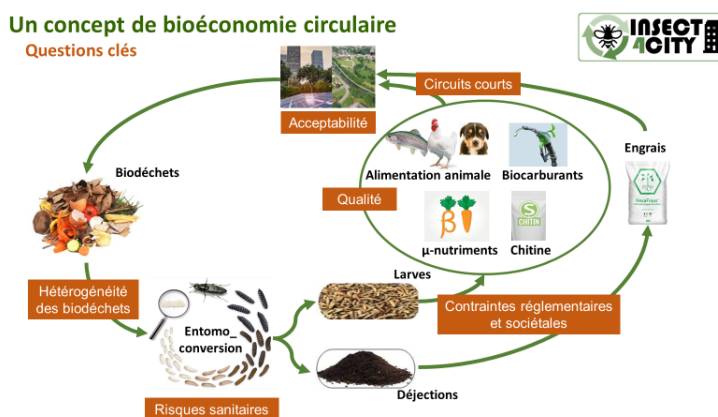 Un concept de bioéconomie circulaire
Questions clés
INSECT
4CITY
Circuits courts
Acceptabilité
Engrais
Biodéchets
Alimentation animale
Biocarburants
Qualité
β
S
CHITIN
µ-nutriments
Chitine
Hétérogénéité
des biodéchets
Larves
Contraintes réglementaires
et sociétales
Entomo_
conversion
Déjections
Risques sanitaires